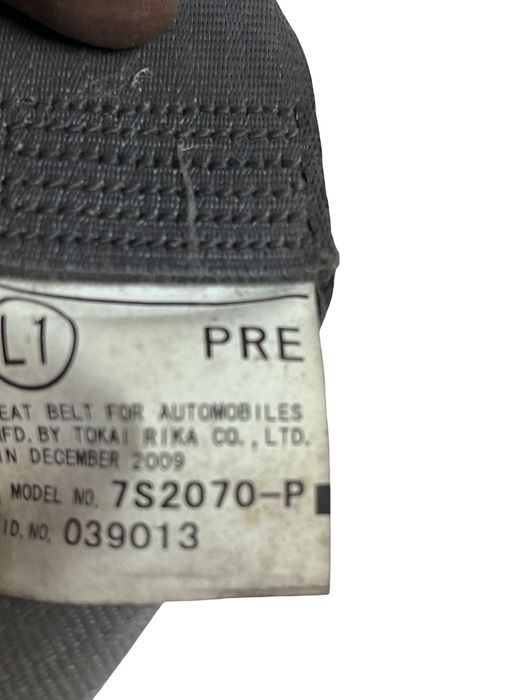 L1 PRE
EAT BELT FOR AUTOMOBILES
FD. BY TOKAI RIKA CO., LTD.
IN DECEMBER 2009
MODEL NO. 7S2070-P
ID. NO. 039013